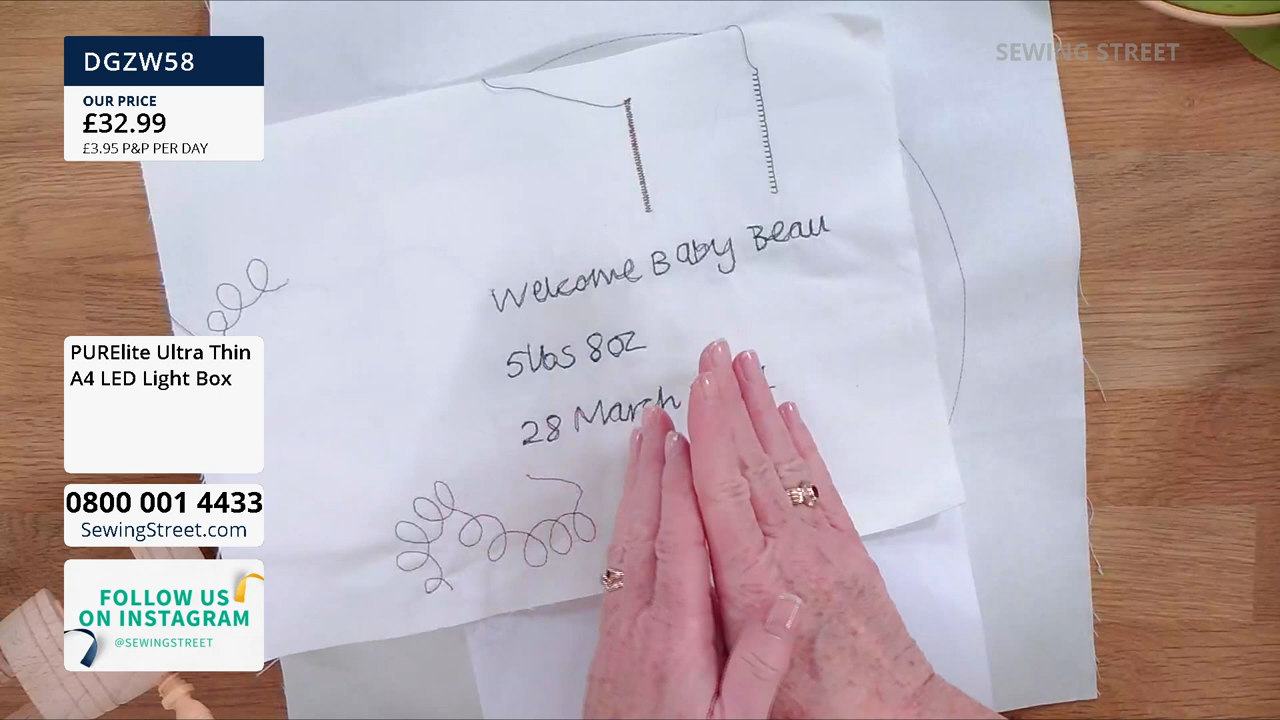 DGZW58
OUR PRICE
£32.99
£3.95 P&P PER DAY
SEWING STREET
Welcome Baby Beau
5lbs 8oz
28 March
PURElite Ultra Thin
A4 LED Light Box
0800 001 4433
SewingStreet.com
FOLLOW US
ON INSTAGRAM
@SEWINGSTREET